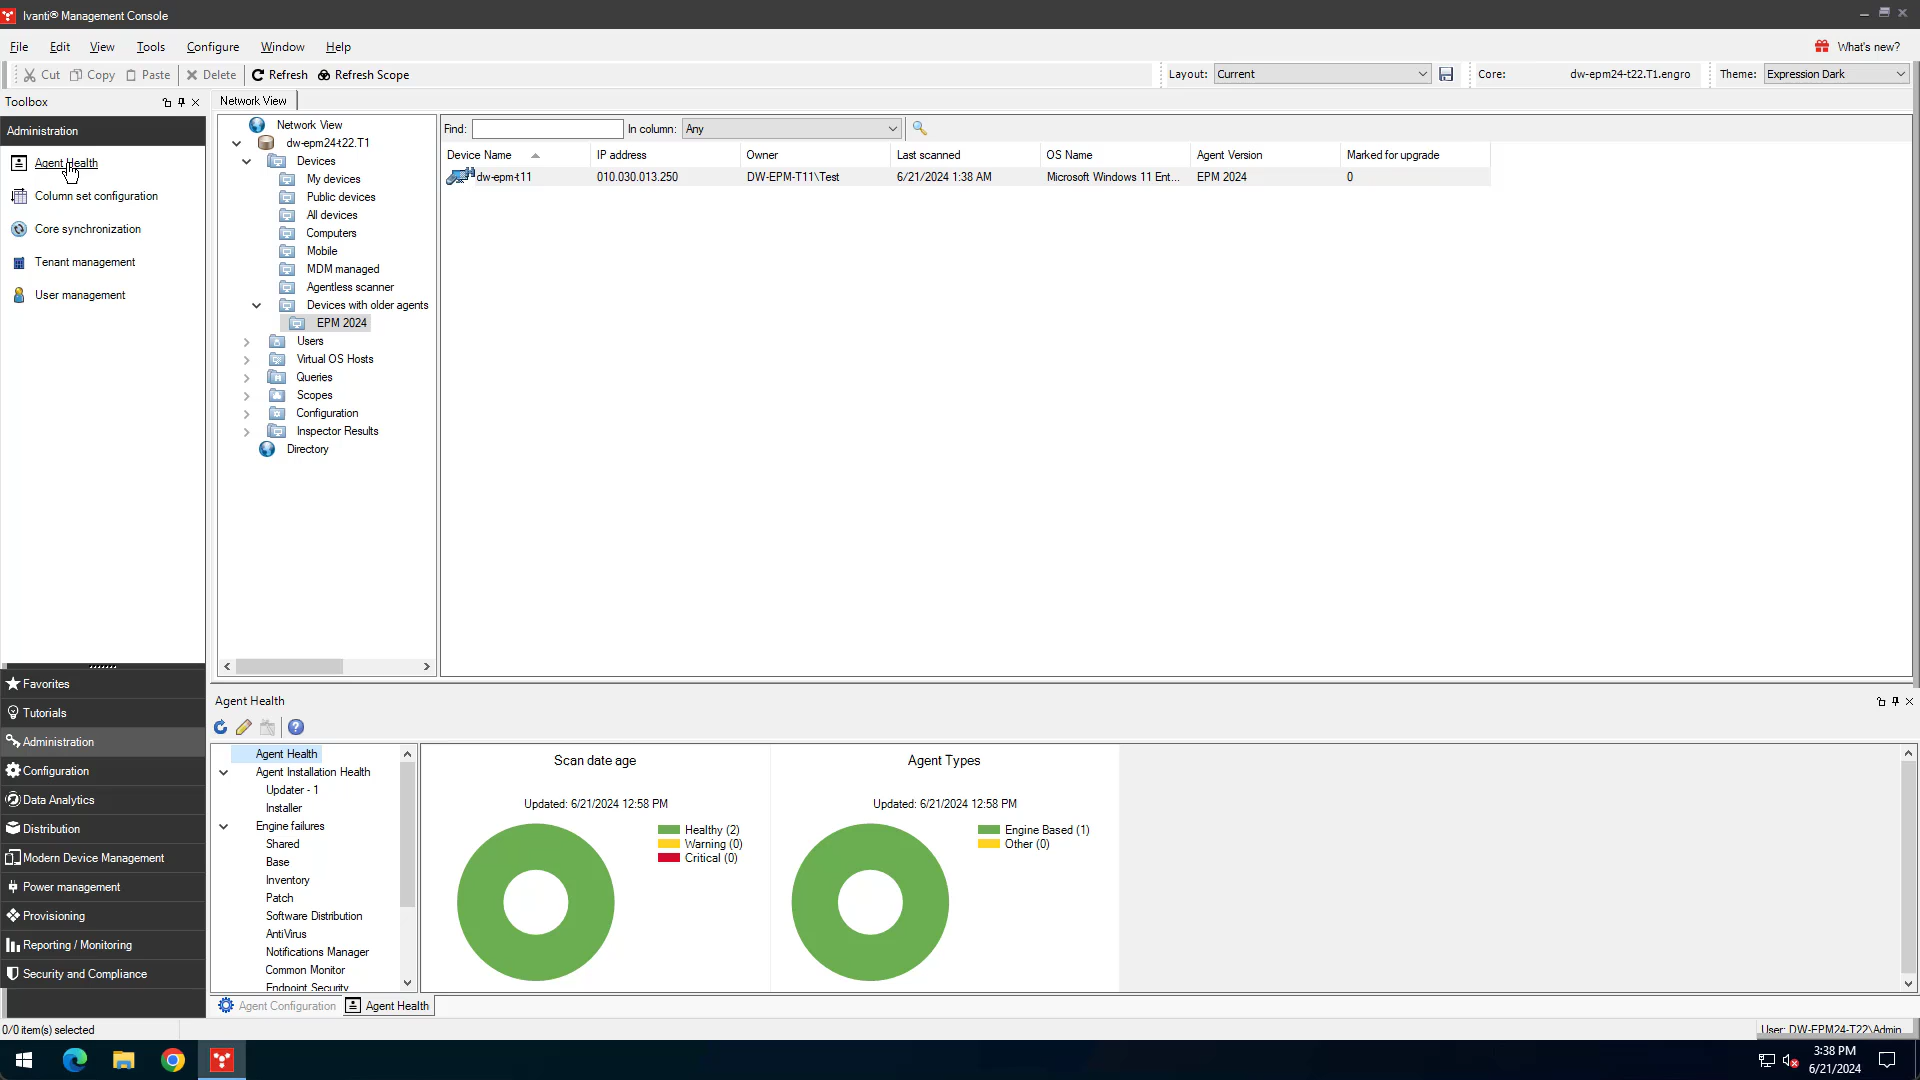 Ivanti® Management Console
File Edit View Tools Configure Window Help What's new?
Cut Copy Paste Delete Refresh Refresh Scope Layout: Current Core: dw-epm24-t22.T1.engro Theme: Expression Dark
Toolbox
Network View
Administration
Agent Health
Column set configuration
Core synchronization
Tenant management
User management
Favorites
Tutorials
Administration
Configuration
Data Analytics
Distribution
Modern Device Management
Power management
Provisioning
Reporting / Monitoring
Security and Compliance
Network View
dw-epm24-t22.T1
Devices
My devices
Public devices
All devices
Computers
Mobile
MDM managed
Agentless scanner
Devices with older agents
EPM 2024
Users
Virtual OS Hosts
Queries
Scopes
Configuration
Inspector Results
Directory
Find: In column: Any
Device Name IP address Owner Last scanned OS Name Agent Version Marked for upgrade
dw-epm-t11 010.030.013.250 DW-EPM-T11\Test 6/21/2024 1:38 AM Microsoft Windows 11 Ent... EPM 2024 0
Agent Health
Agent Health
Agent Installation Health
Updater - 1
Installer
Engine failures
Shared
Base
Inventory
Patch
Software Distribution
AntiVirus
Notifications Manager
Common Monitor
Endpoint Security
Scan date age
Updated: 6/21/2024 12:58 PM
Healthy (2)
Warning (0)
Critical (0)
Agent Types
Updated: 6/21/2024 12:58 PM
Engine Based (1)
Other (0)
Agent Configuration Agent Health
0/0 item(s) selected
User: DW-EPM24-T22\Admin
3:38 PM
6/21/2024